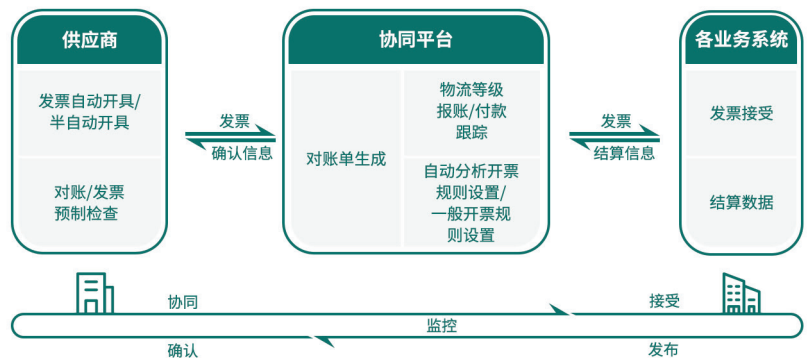 供应商
发票自动开具/
半自动开具
对账/发票
预制检查
发票
确认信息
协同平台
对账单生成
物流等级
报账/付款
跟踪
自动分析开票
规则设置/
一般开票规
则设置
发票
结算信息
各业务系统
发票接受
结算数据
协同
接受
监控
确认
发布